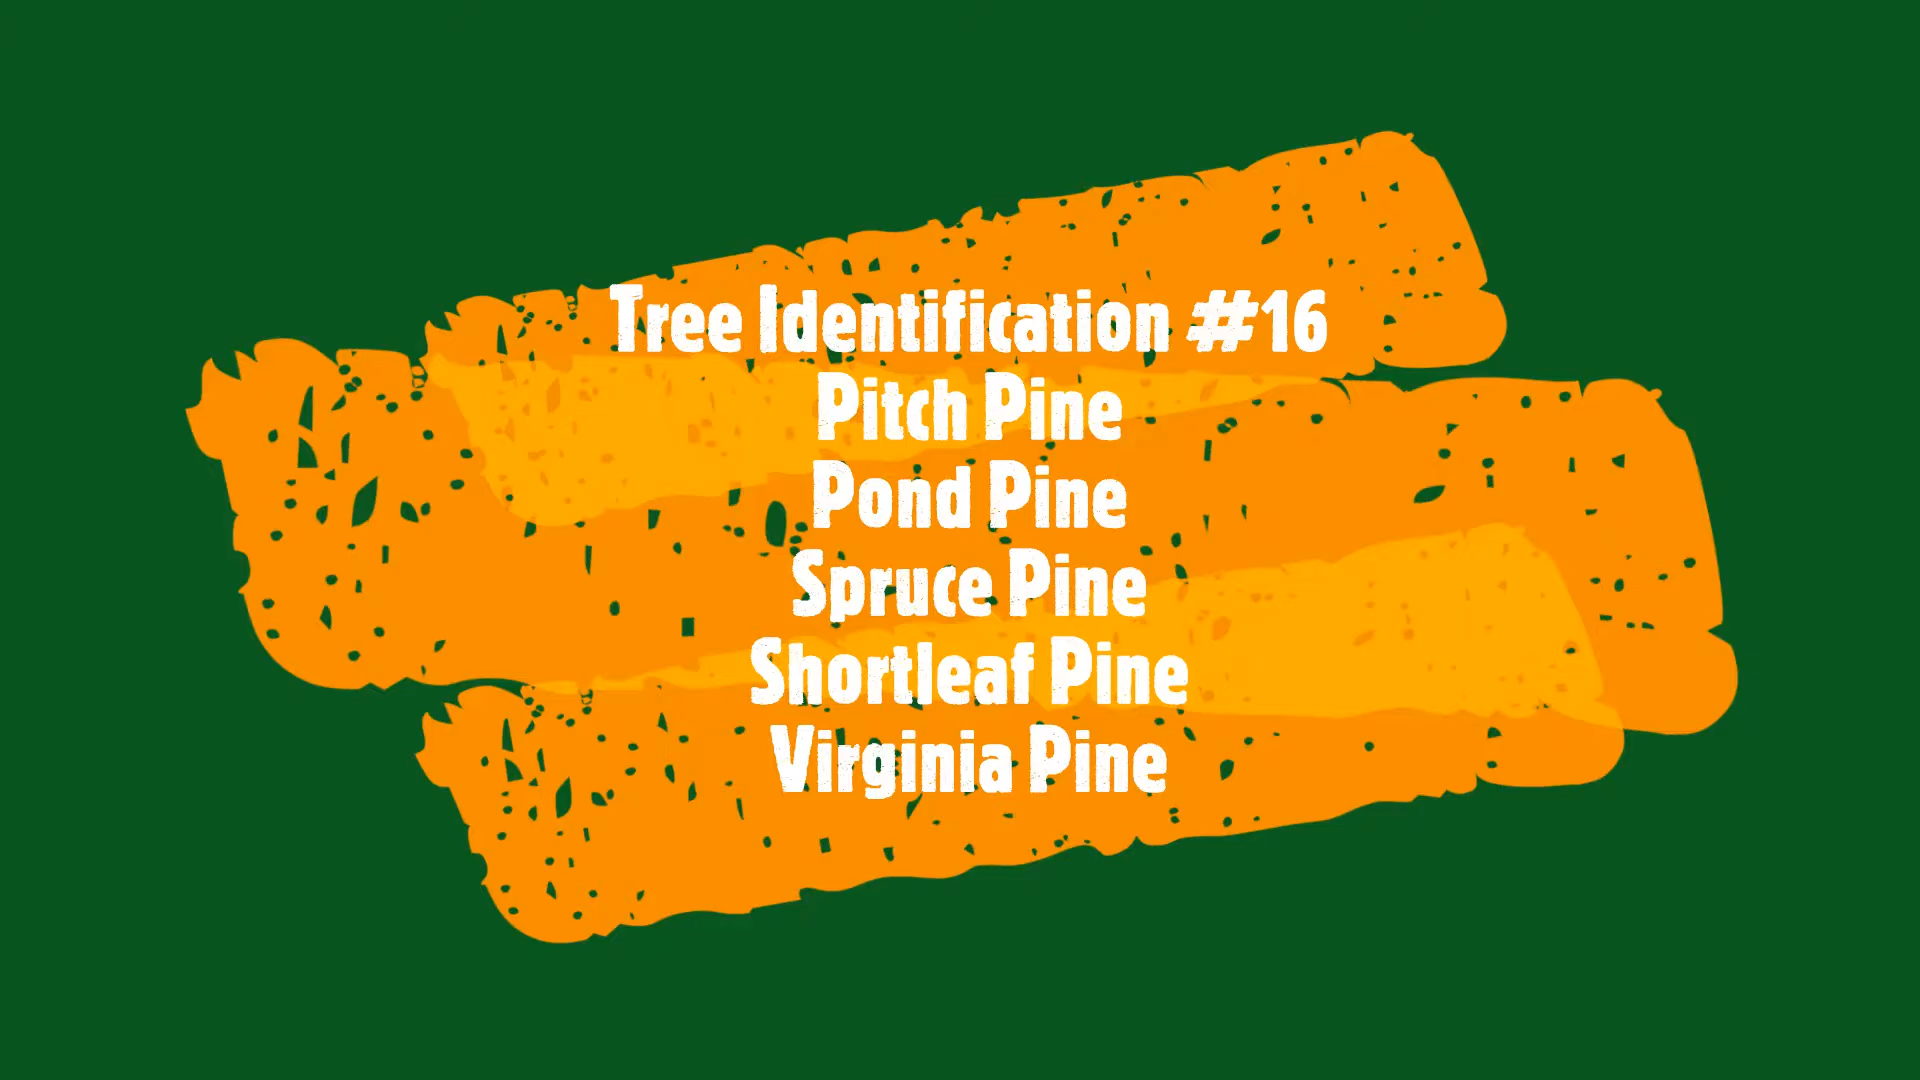 Tree Identification #16
Pitch Pine
Pond Pine
Spruce Pine
Shortleaf Pine
Virginia Pine